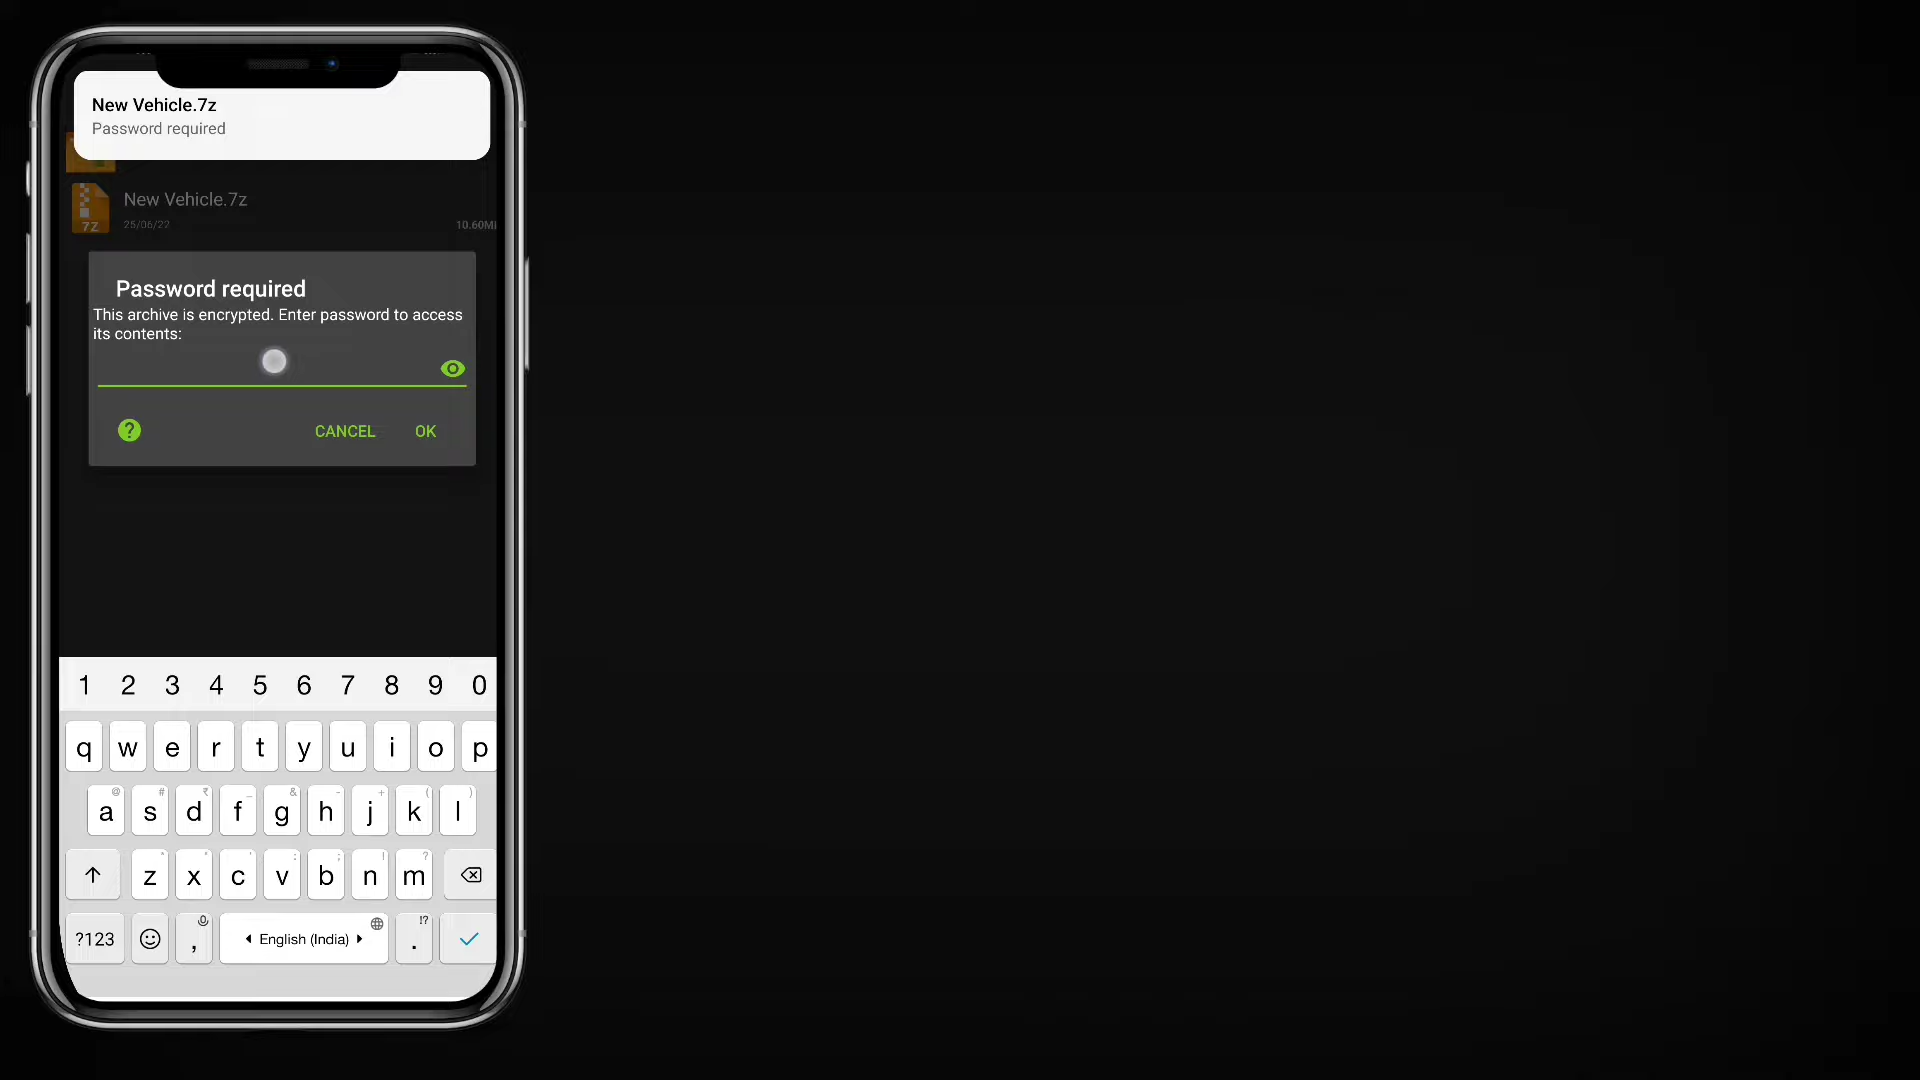 New Vehicle.7z
Password required
New Vehicle.7z
7Z
25/06/22
Password required
This archive is encrypted. Enter password to access
its contents:
?
CANCEL OK
1 2 3 4 5 6 7 8 9 0
q w e r t y u i o p
@ # ₹ _ & - + ( )
a s d f g h j k l
z x c v b n m
?123 , English (India) . !?